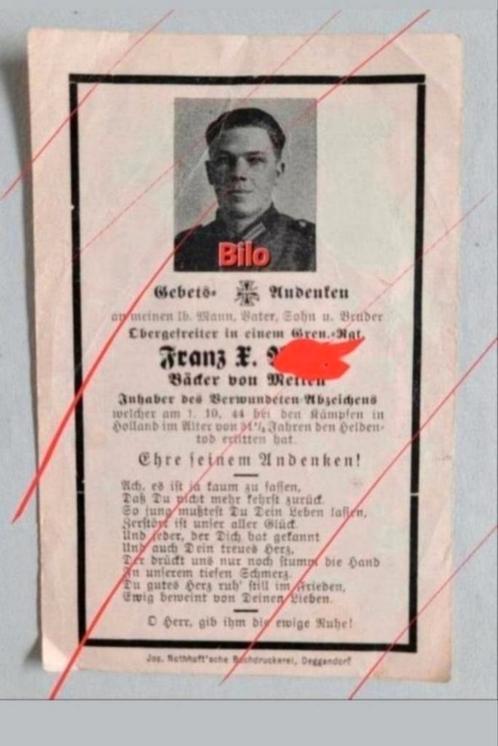 Bilo
Gebets- Andenken
an meinen lb. Mann, Vater, Sohn u. Bruder
Obergefreiter in einem Gren.-Rgt.
Franz X.
Bäcker von Metten
Inhaber des Verwundeten-Abzeichens
welcher am 1. 10. 44 bei den Kämpfen in
Holland im Alter von 31½ Jahren den Helden-
tod erlitten hat.
Ehre seinem Andenken!
Ach, es ist ja kaum zu fassen,
Daß Du nicht mehr kehrst zurück.
So jung mußtest Du Dein Leben lassen,
Zerstört ist unser aller Glück.
Und jeder, der Dich hat gekannt
Und auch Dein treues Herz,
Der drückt uns nur noch stumm die Hand
In unserem tiefen Schmerz.
Du gutes Herz ruh' still im Frieden,
Ewig beweint von Deinen Lieben.
O Herr, gib ihm die ewige Ruhe!
Jos. Nothhaft'sche Buchdruckerei, Deggendorf